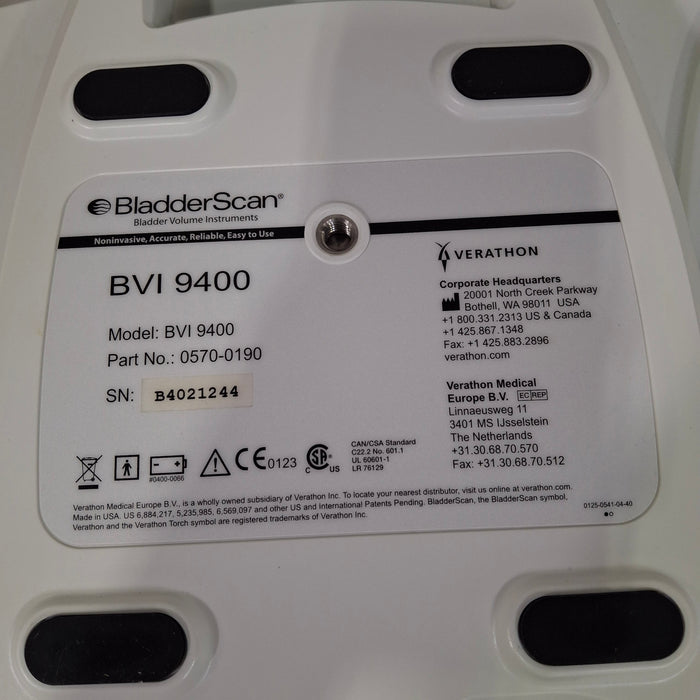 BladderScan®
Bladder Volume Instruments
Noninvasive, Accurate, Reliable, Easy to Use
BVI 9400
Model: BVI 9400
Part No.: 0570-0190
SN: B4021244
VERATHON
Corporate Headquarters
20001 North Creek Parkway
Bothell, WA 98011 USA
+1 800.331.2313 US & Canada
+1 425.867.1348
Fax: +1 425.883.2896
verathon.com
Verathon Medical
Europe B.V. EC REP
Linnaeusweg 11
3401 MS IJsselstein
The Netherlands
+31.30.68.70.570
Fax: +31.30.68.70.512
#0400-0066
CE 0123
C SA US
CAN/CSA Standard
C22.2 No. 601.1
UL 60601-1
LR 76129
Verathon Medical Europe B.V., is a wholly owned subsidiary of Verathon Inc. To locate your nearest distributor, visit us online at verathon.com.
Made in USA. US 6,884,217, 5,235,985, 6,569,097 and other US and International Patents Pending. BladderScan, the BladderScan symbol,
Verathon and the Verathon Torch symbol are registered trademarks of Verathon Inc.
0125-0541-04-40